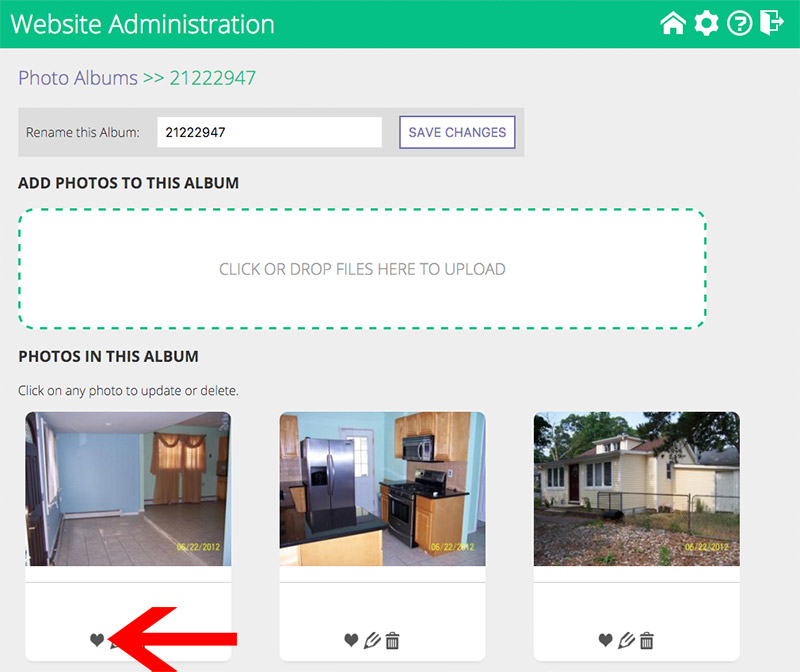 Website Administration
Photo Albums >> 21222947
Rename this Album: 21222947 SAVE CHANGES
ADD PHOTOS TO THIS ALBUM
CLICK OR DROP FILES HERE TO UPLOAD
PHOTOS IN THIS ALBUM
Click on any photo to update or delete.
06/22/2012 06/22/2012 06/22/2012